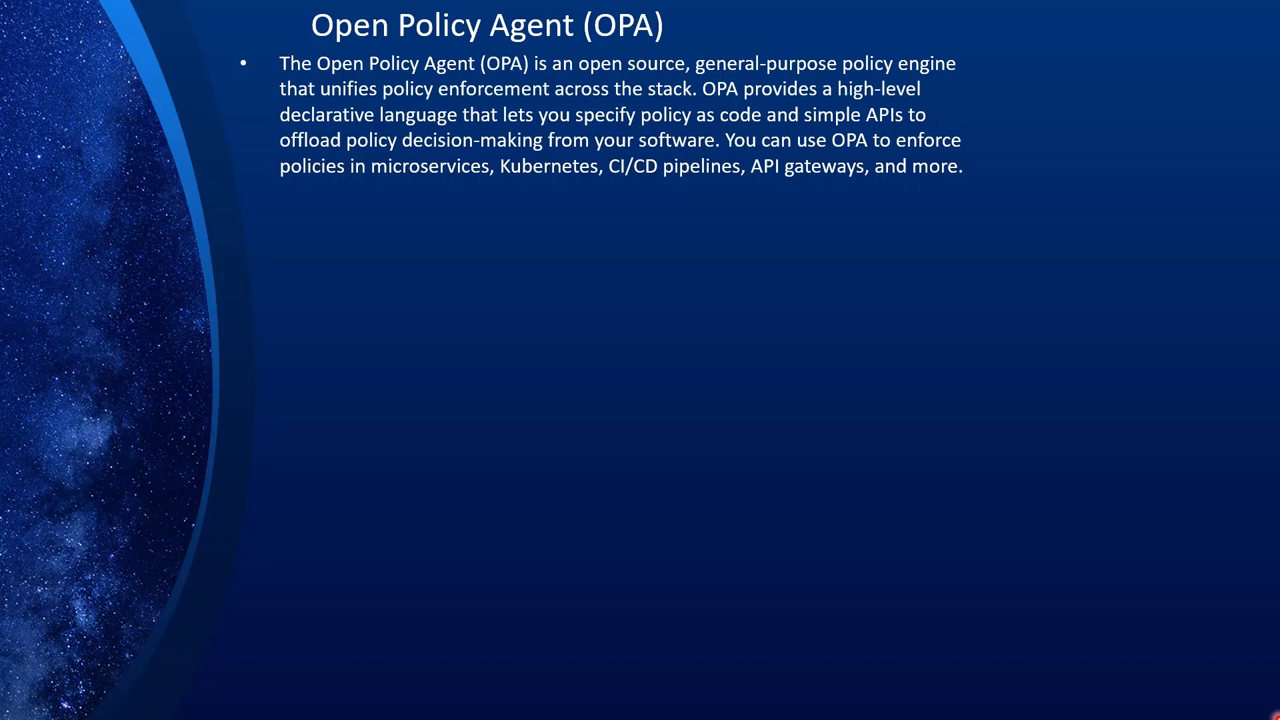 Open Policy Agent (OPA)
• The Open Policy Agent (OPA) is an open source, general-purpose policy engine
that unifies policy enforcement across the stack. OPA provides a high-level
declarative language that lets you specify policy as code and simple APIs to
offload policy decision-making from your software. You can use OPA to enforce
policies in microservices, Kubernetes, CI/CD pipelines, API gateways, and more.